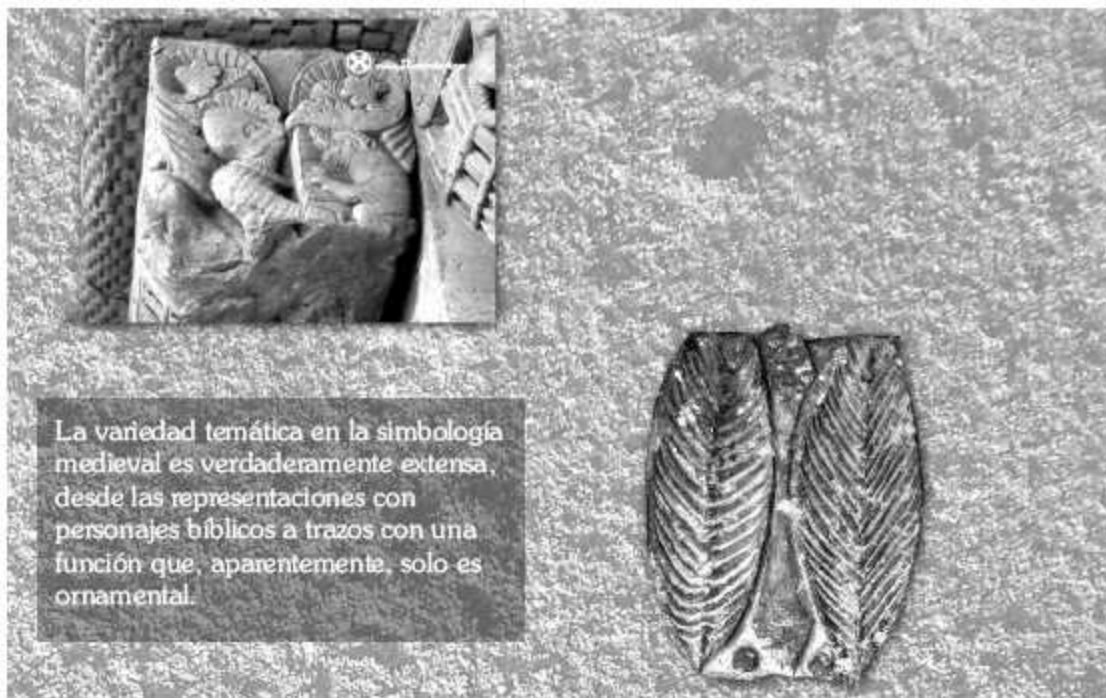 La variedad temática en la simbología
medieval es verdaderamente extensa,
desde las representaciones con
personajes bíblicos a trazos con una
función que, aparentemente, solo es
ornamental.